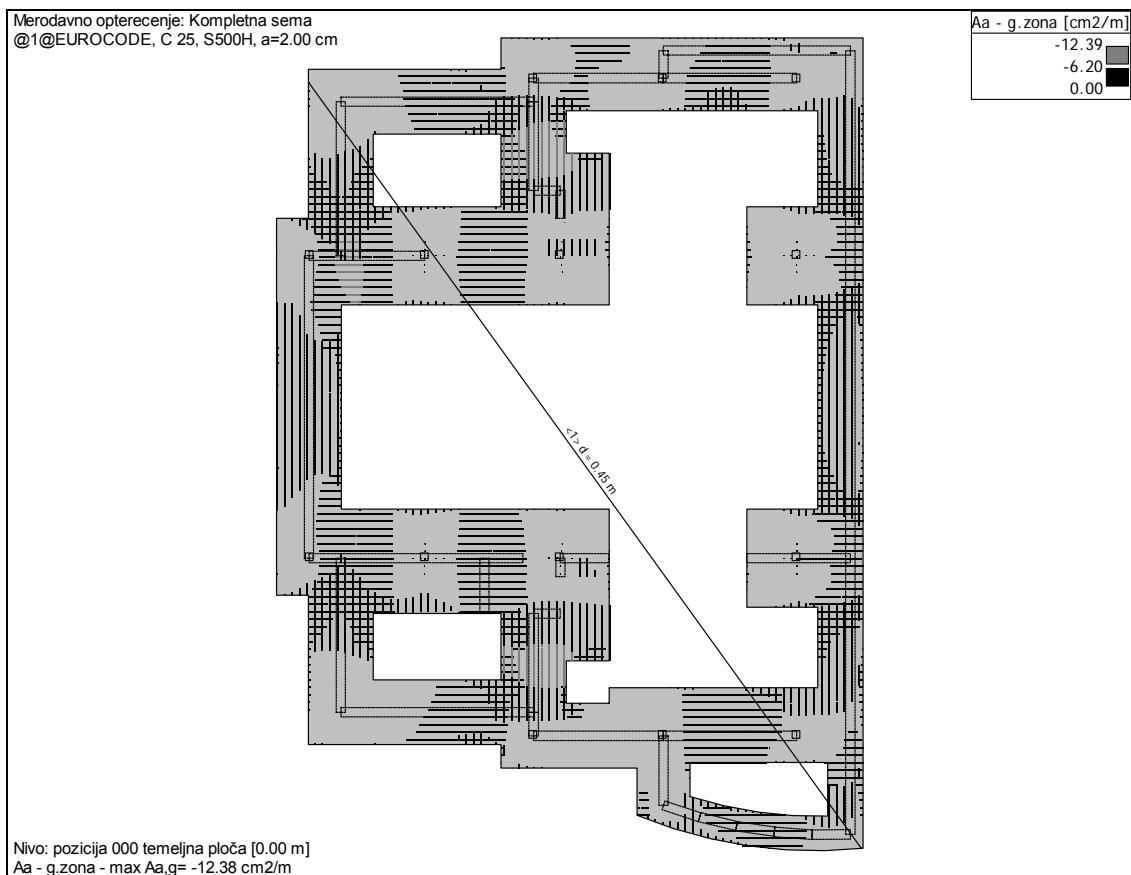 Merodavno opterecenje: Kompletna sema
@1@EUROCODE, C 25, S500H, a=2.00 cm
Aa - g.zona [cm2/m]
-12.39
-6.20
0.00
<1> d = 0.45 m
Nivo: pozicija 000 temeljna ploča [0.00 m]
Aa - g.zona - max Aa,g= -12.38 cm2/m